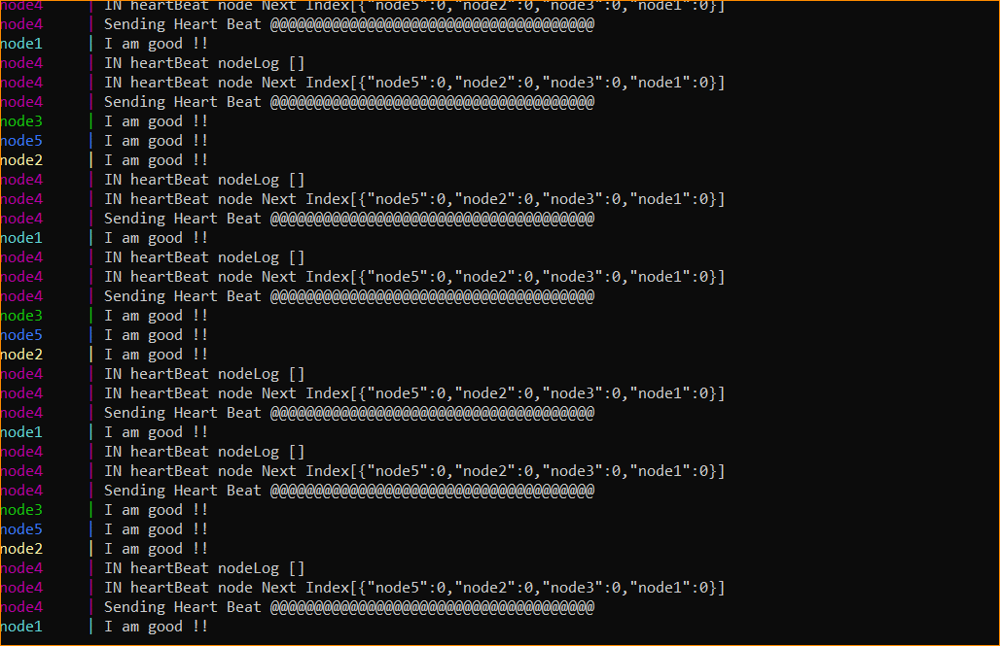 node4 | IN heartBeat node Next Index[{"node5":0,"node2":0,"node3":0,"node1":0}]
node4 | Sending Heart Beat @@@@@@@@@@@@@@@@@@@@@@@@@@@@@@@@@@@@@
node1 | I am good !!
node4 | IN heartBeat nodeLog []
node4 | IN heartBeat node Next Index[{"node5":0,"node2":0,"node3":0,"node1":0}]
node4 | Sending Heart Beat @@@@@@@@@@@@@@@@@@@@@@@@@@@@@@@@@@@@@
node3 | I am good !!
node5 | I am good !!
node2 | I am good !!
node4 | IN heartBeat nodeLog []
node4 | IN heartBeat node Next Index[{"node5":0,"node2":0,"node3":0,"node1":0}]
node4 | Sending Heart Beat @@@@@@@@@@@@@@@@@@@@@@@@@@@@@@@@@@@@@
node1 | I am good !!
node4 | IN heartBeat nodeLog []
node4 | IN heartBeat node Next Index[{"node5":0,"node2":0,"node3":0,"node1":0}]
node4 | Sending Heart Beat @@@@@@@@@@@@@@@@@@@@@@@@@@@@@@@@@@@@@
node3 | I am good !!
node5 | I am good !!
node2 | I am good !!
node4 | IN heartBeat nodeLog []
node4 | IN heartBeat node Next Index[{"node5":0,"node2":0,"node3":0,"node1":0}]
node4 | Sending Heart Beat @@@@@@@@@@@@@@@@@@@@@@@@@@@@@@@@@@@@@
node1 | I am good !!
node4 | IN heartBeat nodeLog []
node4 | IN heartBeat node Next Index[{"node5":0,"node2":0,"node3":0,"node1":0}]
node4 | Sending Heart Beat @@@@@@@@@@@@@@@@@@@@@@@@@@@@@@@@@@@@@
node3 | I am good !!
node5 | I am good !!
node2 | I am good !!
node4 | IN heartBeat nodeLog []
node4 | IN heartBeat node Next Index[{"node5":0,"node2":0,"node3":0,"node1":0}]
node4 | Sending Heart Beat @@@@@@@@@@@@@@@@@@@@@@@@@@@@@@@@@@@@@
node1 | I am good !!